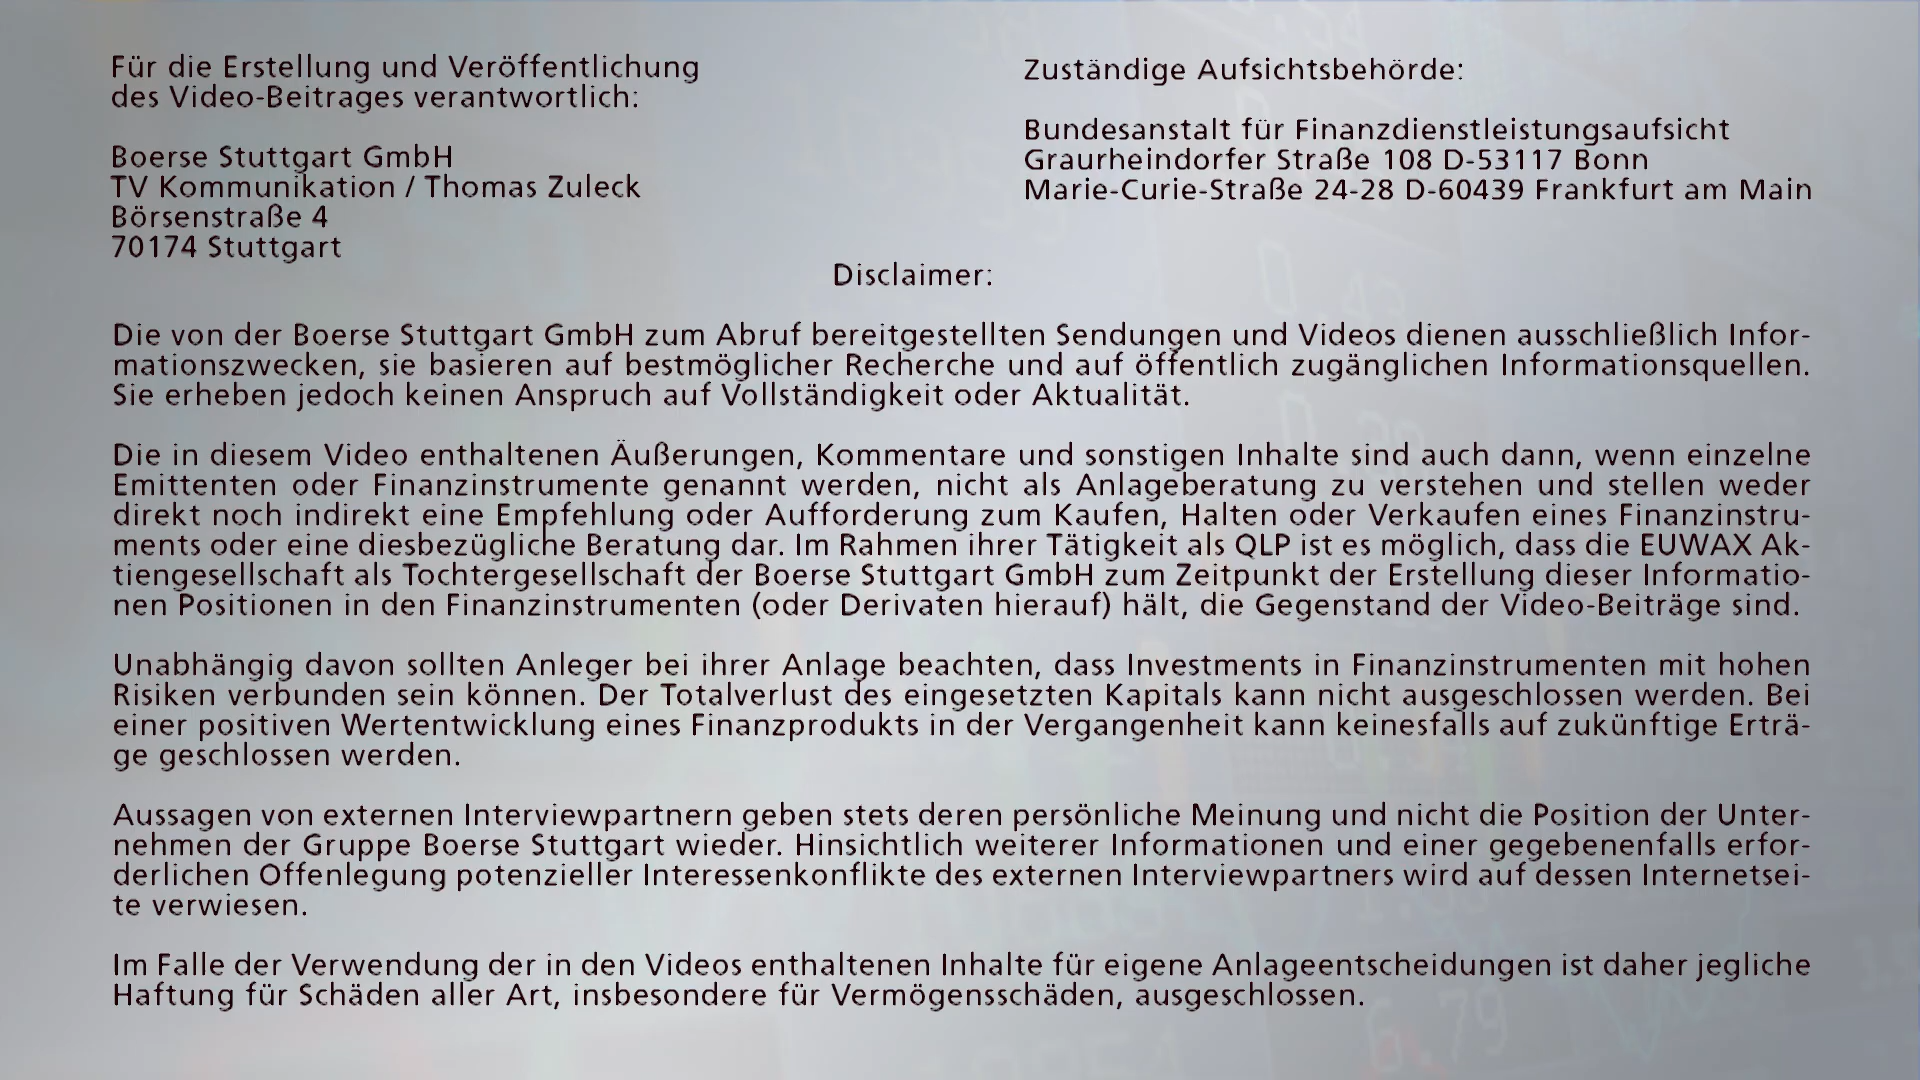 Für die Erstellung und Veröffentlichung
des Video-Beitrages verantwortlich:
Boerse Stuttgart GmbH
TV Kommunikation / Thomas Zuleck
Börsenstraße 4
70174 Stuttgart
Zuständige Aufsichtsbehörde:
Bundesanstalt für Finanzdienstleistungsaufsicht
Graurheindorfer Straße 108 D-53117 Bonn
Marie-Curie-Straße 24-28 D-60439 Frankfurt am Main
Disclaimer:
Die von der Boerse Stuttgart GmbH zum Abruf bereitgestellten Sendungen und Videos dienen ausschließlich Infor-
mationszwecken, sie basieren auf bestmöglicher Recherche und auf öffentlich zugänglichen Informationsquellen.
Sie erheben jedoch keinen Anspruch auf Vollständigkeit oder Aktualität.
Die in diesem Video enthaltenen Äußerungen, Kommentare und sonstigen Inhalte sind auch dann, wenn einzelne
Emittenten oder Finanzinstrumente genannt werden, nicht als Anlageberatung zu verstehen und stellen weder
direkt noch indirekt eine Empfehlung oder Aufforderung zum Kaufen, Halten oder Verkaufen eines Finanzinstru-
ments oder eine diesbezügliche Beratung dar. Im Rahmen ihrer Tätigkeit als QLP ist es möglich, dass die EUWAX Ak-
tiengesellschaft als Tochtergesellschaft der Boerse Stuttgart GmbH zum Zeitpunkt der Erstellung dieser Informatio-
nen Positionen in den Finanzinstrumenten (oder Derivaten hierauf) hält, die Gegenstand der Video-Beiträge sind.
Unabhängig davon sollten Anleger bei ihrer Anlage beachten, dass Investments in Finanzinstrumenten mit hohen
Risiken verbunden sein können. Der Totalverlust des eingesetzten Kapitals kann nicht ausgeschlossen werden. Bei
einer positiven Wertentwicklung eines Finanzprodukts in der Vergangenheit kann keinesfalls auf zukünftige Erträ-
ge geschlossen werden.
Aussagen von externen Interviewpartnern geben stets deren persönliche Meinung und nicht die Position der Unter-
nehmen der Gruppe Boerse Stuttgart wieder. Hinsichtlich weiterer Informationen und einer gegebenenfalls erfor-
derlichen Offenlegung potenzieller Interessenkonflikte des externen Interviewpartners wird auf dessen Internetsei-
te verwiesen.
Im Falle der Verwendung der in den Videos enthaltenen Inhalte für eigene Anlageentscheidungen ist daher jegliche
Haftung für Schäden aller Art, insbesondere für Vermögensschäden, ausgeschlossen.